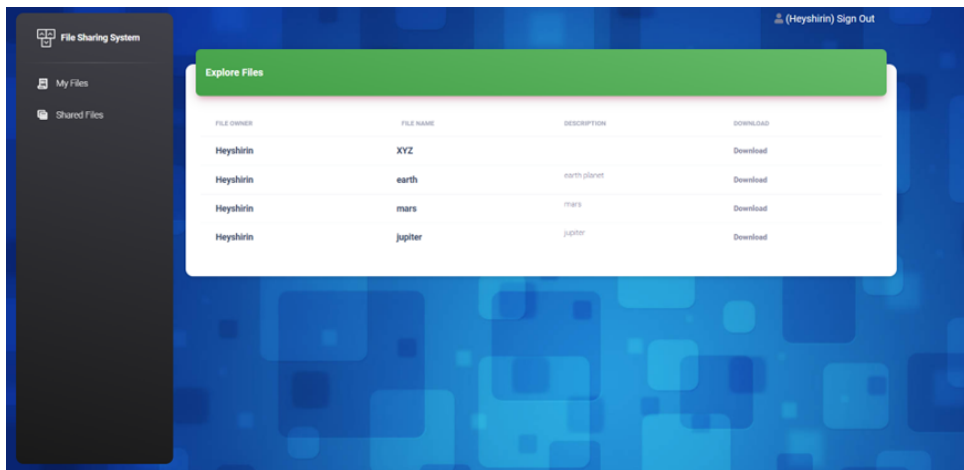 (Heyshirin) Sign Out
File Sharing System
My Files
Shared Files
Explore Files
FILE OWNER FILE NAME DESCRIPTION DOWNLOAD
Heyshirin XYZ Download
Heyshirin earth earth planet Download
Heyshirin mars mars Download
Heyshirin jupiter jupiter Download